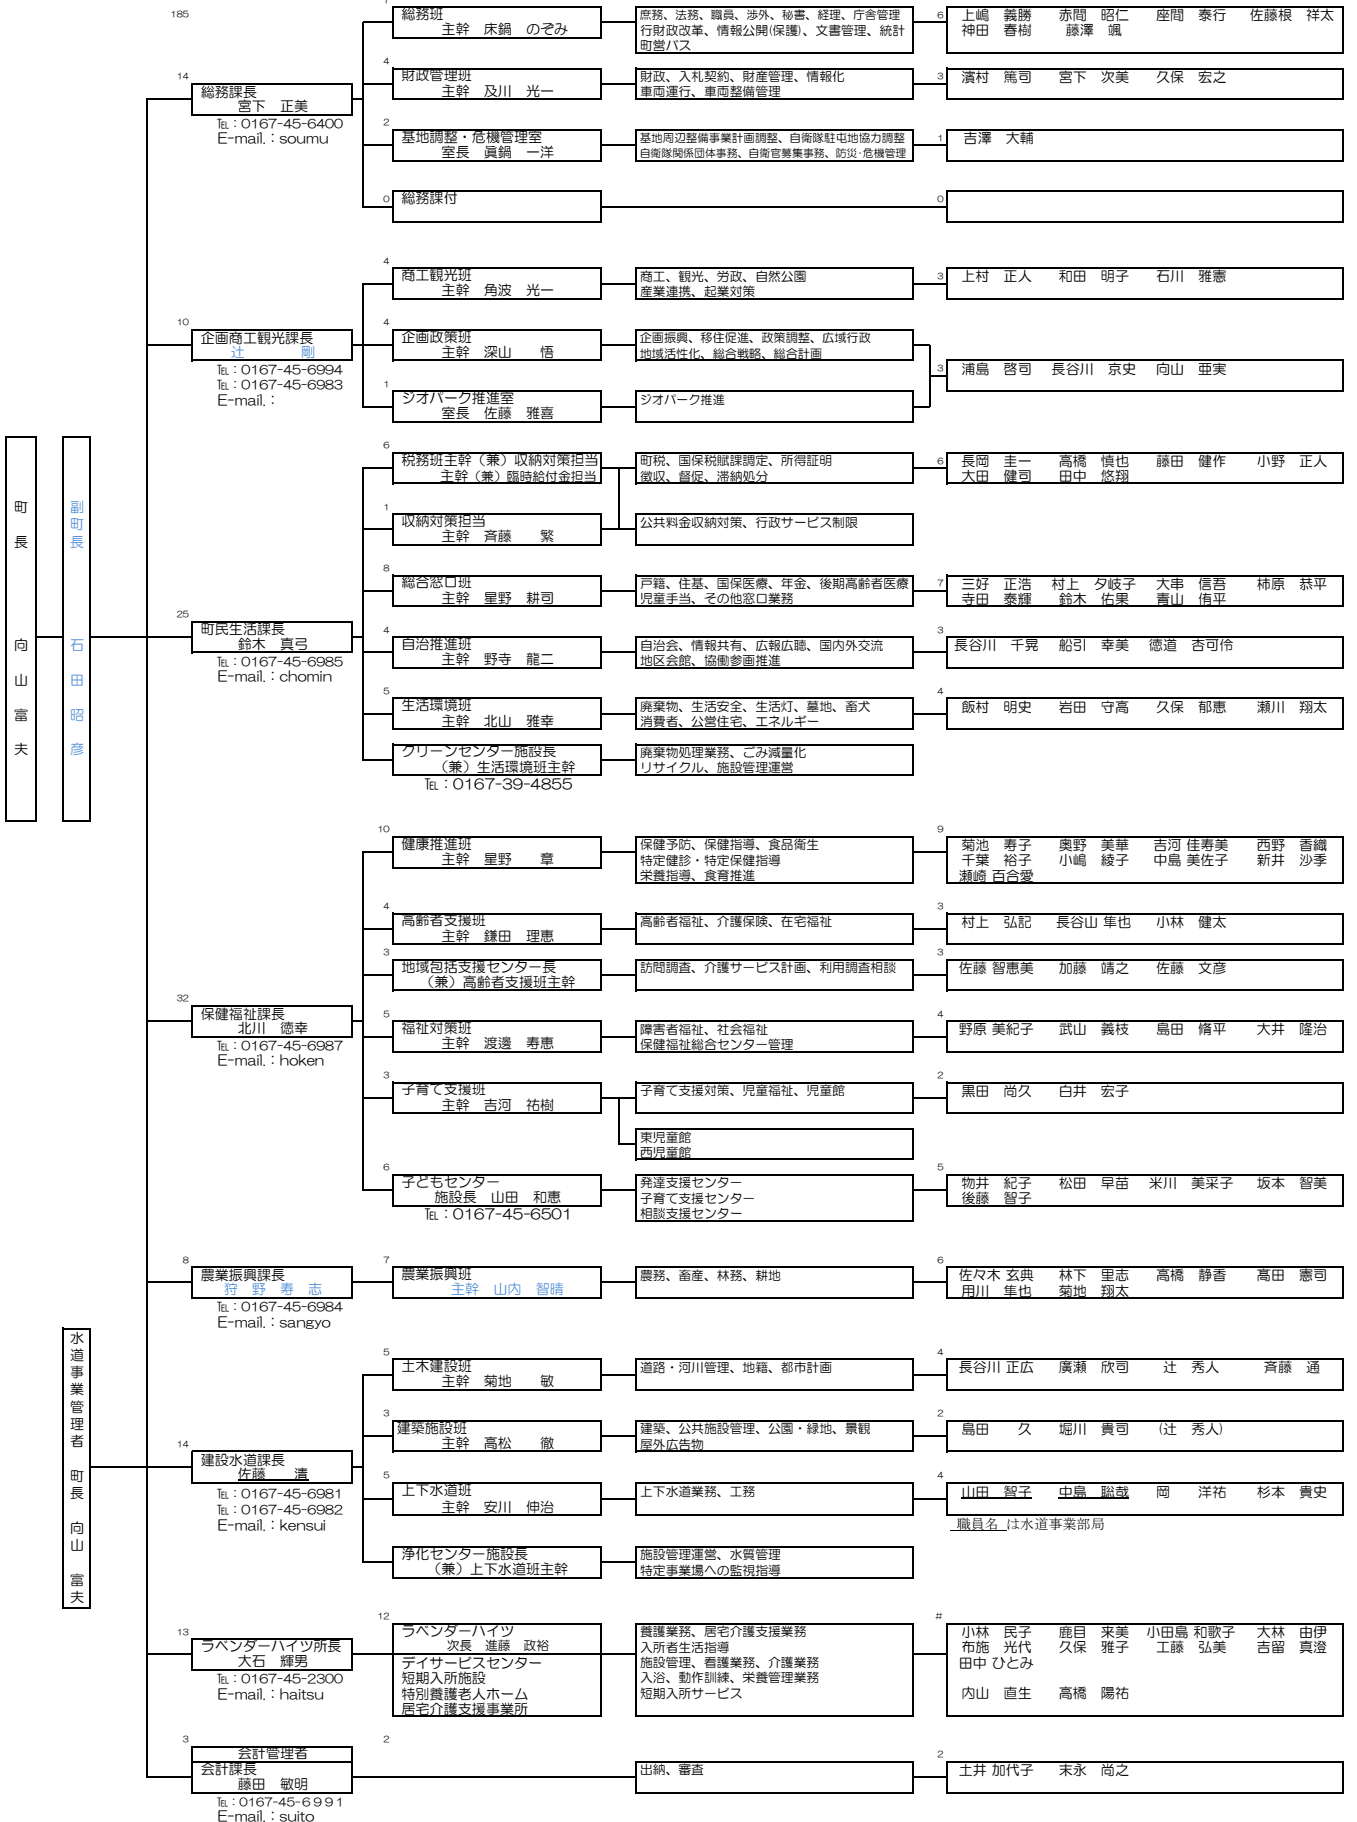 185
町長　向山富夫
副町長　石田昭彦
水道事業管理者　町長　向山　富夫
14
総務課長
宮下　正美
℡：0167-45-6400
E-mail.：soumu
7
総務班
主幹　床鍋　のぞみ
庶務、法務、職員、渉外、秘書、経理、庁舎管理
行財政改革、情報公開(保護)、文書管理、統計
町営バス
6
上嶋　義勝　赤間　昭仁　座間　泰行　佐藤根　祥太
神田　春樹　藤澤　颯
4
財政管理班
主幹　及川　光一
財政、入札契約、財産管理、情報化
車両運行、車両整備管理
3
濱村　篤司　宮下　次美　久保　宏之
2
基地調整・危機管理室
室長　眞鍋　一洋
基地周辺整備事業計画調整、自衛隊駐屯地協力調整
自衛隊関係団体事務、自衛官募集事務、防災・危機管理
1
吉澤　大輔
0
総務課付
0
10
企画商工観光課長
辻　　剛
℡：0167-45-6994
℡：0167-45-6983
E-mail.：
4
商工観光班
主幹　角波　光一
商工、観光、労政、自然公園
産業連携、起業対策
3
上村　正人　和田　明子　石川　雅憲
4
企画政策班
主幹　深山　悟
企画振興、移住促進、政策調整、広域行政
地域活性化、総合戦略、総合計画
3
浦島　啓司　長谷川　京史　向山　亜実
1
ジオパーク推進室
室長　佐藤　雅喜
ジオパーク推進
25
町民生活課長
鈴木　真弓
℡：0167-45-6985
E-mail.：chomin
6
税務班主幹（兼）収納対策担当
主幹（兼）臨時給付金担当
町税、国保税賦課調定、所得証明
徴収、督促、滞納処分
6
長岡　圭一　高橋　慎也　藤田　健作　小野　正人
大田　健司　田中　悠翔
1
収納対策担当
主幹　斉藤　繁
公共料金収納対策、行政サービス制限
8
総合窓口班
主幹　星野　耕司
戸籍、住基、国保医療、年金、後期高齢者医療
児童手当、その他窓口業務
7
三好　正浩　村上　夕岐子　大串　信吾　柿原　恭平
寺田　泰輝　鈴木　佑果　青山　侑平
4
自治推進班
主幹　野寺　龍二
自治会、情報共有、広報広聴、国内外交流
地区会館、協働参画推進
3
長谷川　千晃　船引　幸美　徳道　杏可伶
5
生活環境班
主幹　北山　雅幸
廃棄物、生活安全、生活灯、墓地、畜犬
消費者、公営住宅、エネルギー
4
飯村　明史　岩田　守高　久保　郁恵　瀬川　翔太
クリーンセンター施設長
（兼）生活環境班主幹
℡：0167-39-4855
廃棄物処理業務、ごみ減量化
リサイクル、施設管理運営
32
保健福祉課長
北川　徳幸
℡：0167-45-6987
E-mail.：hoken
10
健康推進班
主幹　星野　章
保健予防、保健指導、食品衛生
特定健診・特定保健指導
栄養指導、食育推進
9
菊池　寿子　奥野　美華　吉河 佳寿美　西野　香織
千葉　裕子　小嶋　綾子　中島 美佐子　新井　沙季
瀬崎 百合愛
4
高齢者支援班
主幹　鎌田　理恵
高齢者福祉、介護保険、在宅福祉
3
村上　弘記　長谷山 隼也　小林　健太
3
地域包括支援センター長
（兼）高齢者支援班主幹
訪問調査、介護サービス計画、利用調査相談
3
佐藤 智恵美　加藤　靖之　佐藤　文彦
5
福祉対策班
主幹　渡邊　寿恵
障害者福祉、社会福祉
保健福祉総合センター管理
4
野原 美紀子　武山　義枝　島田　脩平　大井　隆治
3
子育て支援班
主幹　吉河　祐樹
子育て支援対策、児童福祉、児童館
2
黒田　尚久　白井　宏子
東児童館
西児童館
6
子どもセンター
施設長　山田　和恵
℡：0167-45-6501
発達支援センター
子育て支援センター
相談支援センター
5
物井　紀子　松田　早苗　米川　美采子　坂本　智美
後藤　智子
8
農業振興課長
狩野寿志
℡：0167-45-6984
E-mail.：sangyo
7
農業振興班
主幹　山内　智晴
農務、畜産、林務、耕地
6
佐々木 玄典　林下　里志　高橋　静香　髙田　憲司
用川　隼也　菊地　翔太
14
建設水道課長
佐藤　清
℡：0167-45-6981
℡：0167-45-6982
E-mail.：kensui
5
土木建設班
主幹　菊地　敏
道路・河川管理、地籍、都市計画
4
長谷川 正広　廣瀬　欣司　辻　秀人　斉藤　通
3
建築施設班
主幹　高松　徹
建築、公共施設管理、公園・緑地、景観
屋外広告物
2
島田　久　堀川　貴司　（辻　秀人）
5
上下水道班
主幹　安川　伸治
上下水道業務、工務
4
山田　智子　中島　聡哉　岡　洋祐　杉本　貴史
職員名 は水道事業部局
浄化センター施設長
（兼）上下水道班主幹
施設管理運営、水質管理
特定事業場への監視指導
13
ラベンダーハイツ所長
大石　輝男
℡：0167-45-2300
E-mail.：haitsu
12
ラベンダーハイツ
次長　進藤　政裕
デイサービスセンター
短期入所施設
特別養護老人ホーム
居宅介護支援事業所
養護業務、居宅介護支援業務
入所者生活指導
施設管理、看護業務、介護業務
入浴、動作訓練、栄養管理業務
短期入所サービス
#
小林　民子　鹿目　来美　小田島 和歌子　大林　由伊
布施　光代　久保　雅子　工藤　弘美　吉留　真澄
田中 ひとみ
内山　直生　高橋　陽祐
3
会計管理者
会計課長
藤田　敏明
℡：0167-45-6991
E-mail.：suito
2
出納、審査
2
土井 加代子　末永　尚之